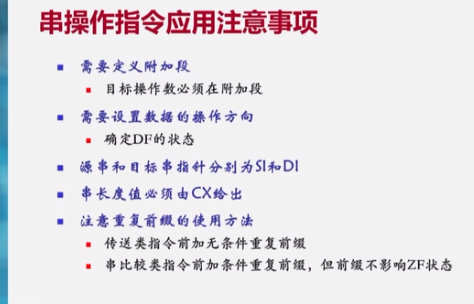 串操作指令应用注意事项
需要定义附加段
目标操作数必须在附加段
需要设置数据的操作方向
确定DF的状态
源串和目标串指针分别为SI和DI
串长度值必须由CX给出
注意重复前缀的使用方法
传送类指令前加无条件重复前缀
串比较类指令前加条件重复前缀，但前缀不影响ZF状态